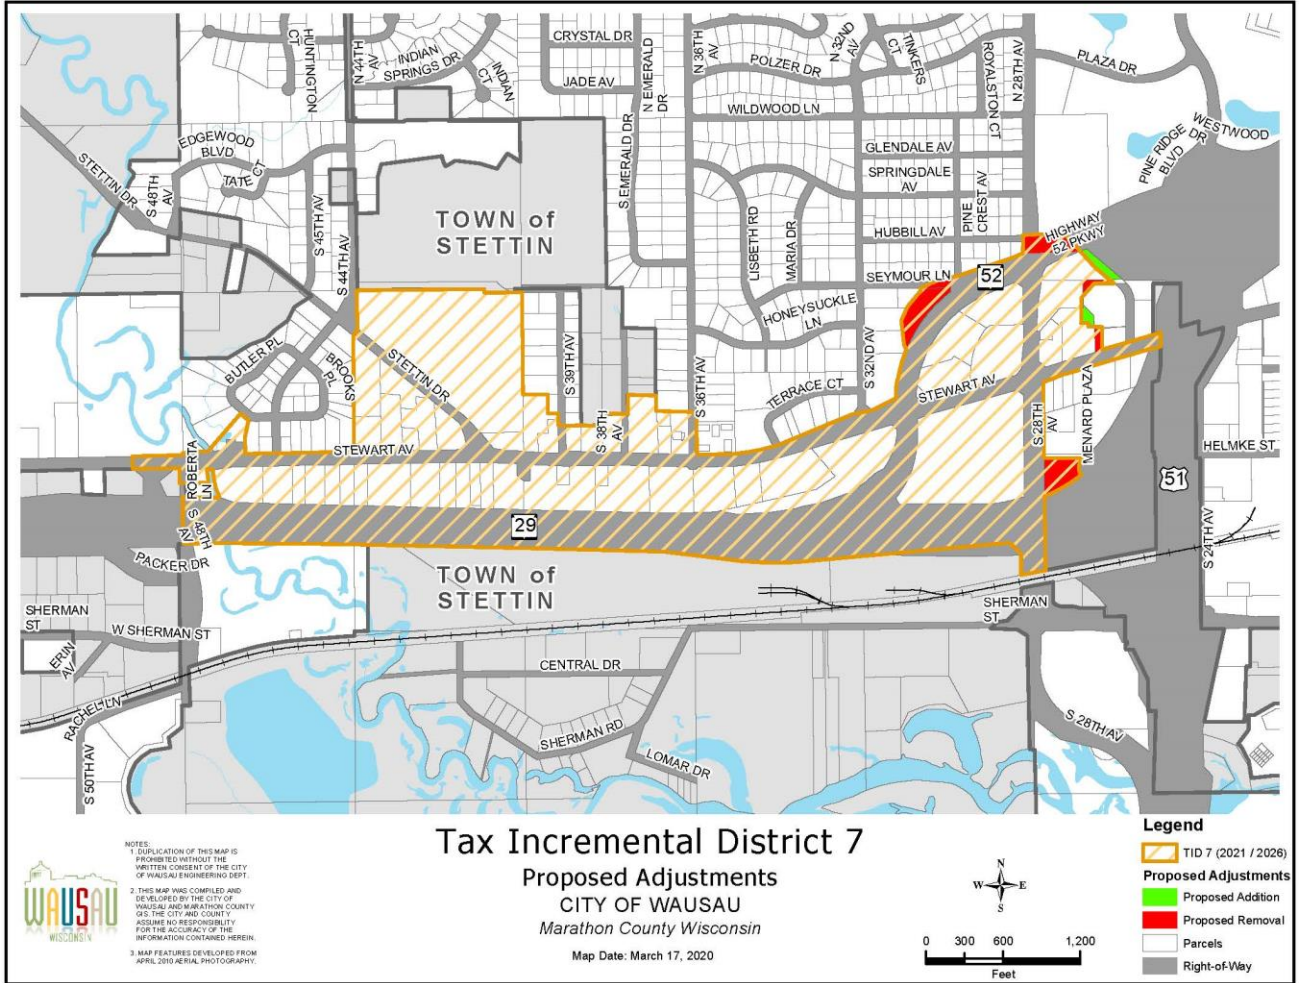 HUNTINGTON
CT
N 44TH
AV
INDIAN
SPRINGS DR
INDIAN
CT
CRYSTAL DR
JADE AV
N EMERALD
DR
S EMERALD DR
N 36TH
AV
POLZER DR
WILDWOOD LN
N 32ND
AV
TINKERS
CT
ROYALSTON CT
N 28TH AV
PLAZA DR
WESTWOOD
DR
PINE RIDGE
BLVD
EDGEWOOD
BLVD
TATE CT
STETTIN DR
S 48TH
AV
S 45TH AV
S 44TH AV
TOWN of
STETTIN
GLENDALE AV
SPRINGDALE
AV
PINE
CREST AV
HUBBILL AV
LISBETH RD
MARIA DR
SEYMOUR LN
HIGHWAY
52 PKWY
52
HONEYSUCKLE
LN
BUTLER PL
BROOKS
PL
STETTIN DR
S 39TH AV
S 38TH
AV
S 36TH AV
TERRACE CT
S 32ND AV
STEWART AV
S 28TH
AV
MENARD PLAZA
HELMKE ST
51
S 24TH AV
STEWART AV
ROBERTA
LN
S 48TH
AV
29
PACKER DR
TOWN of
STETTIN
SHERMAN
ST
SHERMAN
ST
W SHERMAN ST
ERIN
AV
RACHEL LN
S 50TH AV
CENTRAL DR
SHERMAN RD
LOMAR DR
S 28TH AV
WAUSAU
WISCONSIN
NOTES:
1. DUPLICATION OF THIS MAP IS
PROHIBITED WITHOUT THE
WRITTEN CONSENT OF THE CITY
OF WAUSAU ENGINEERING DEPT.
2. THIS MAP WAS COMPILED AND
DEVELOPED BY THE CITY OF
WAUSAU AND MARATHON COUNTY
GIS. THE CITY AND COUNTY
ASSUME NO RESPONSIBILITY
FOR THE ACCURACY OF THE
INFORMATION CONTAINED HEREIN.
3. MAP FEATURES DEVELOPED FROM
APRIL 2010 AERIAL PHOTOGRAPHY.
Tax Incremental District 7
Proposed Adjustments
CITY OF WAUSAU
Marathon County Wisconsin
Map Date: March 17, 2020
N
W E
S
0 300 600 1,200
Feet
Legend
TID 7 (2021 / 2026)
Proposed Adjustments
Proposed Addition
Proposed Removal
Parcels
Right-of-Way